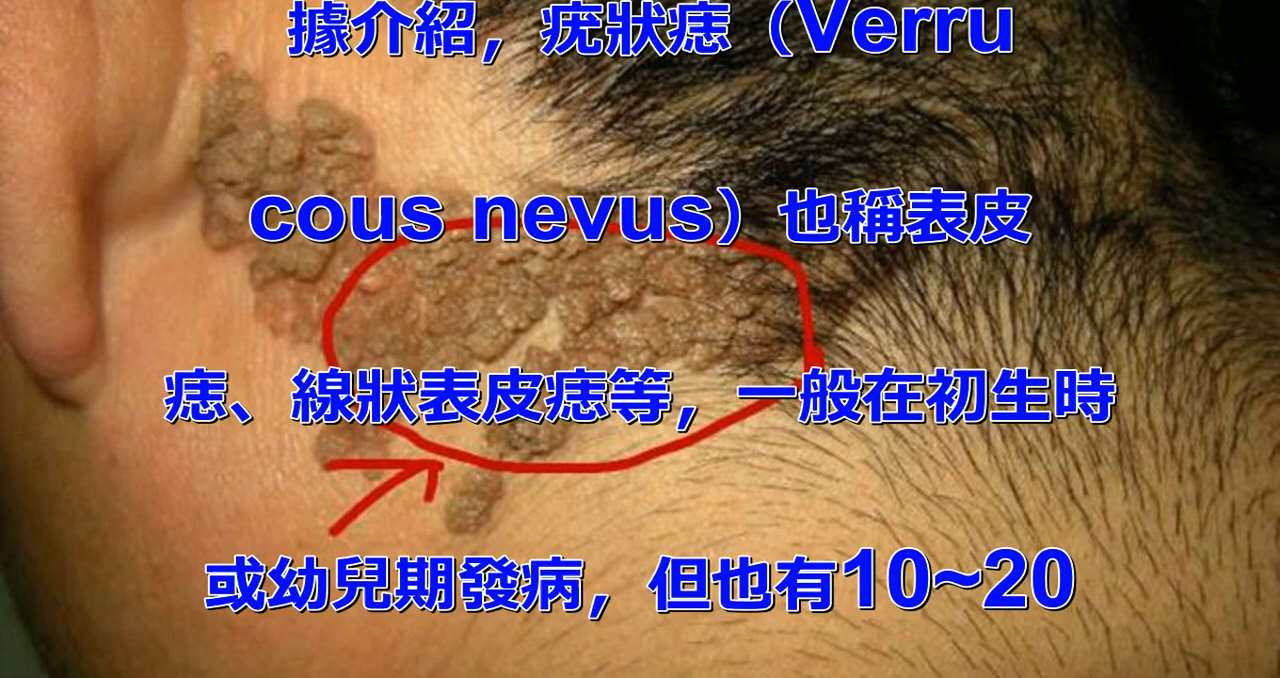 據介紹，疣狀痣（Verru
cous nevus）也稱表皮
痣、線狀表皮痣等，一般在初生時
或幼兒期發病，但也有10~20